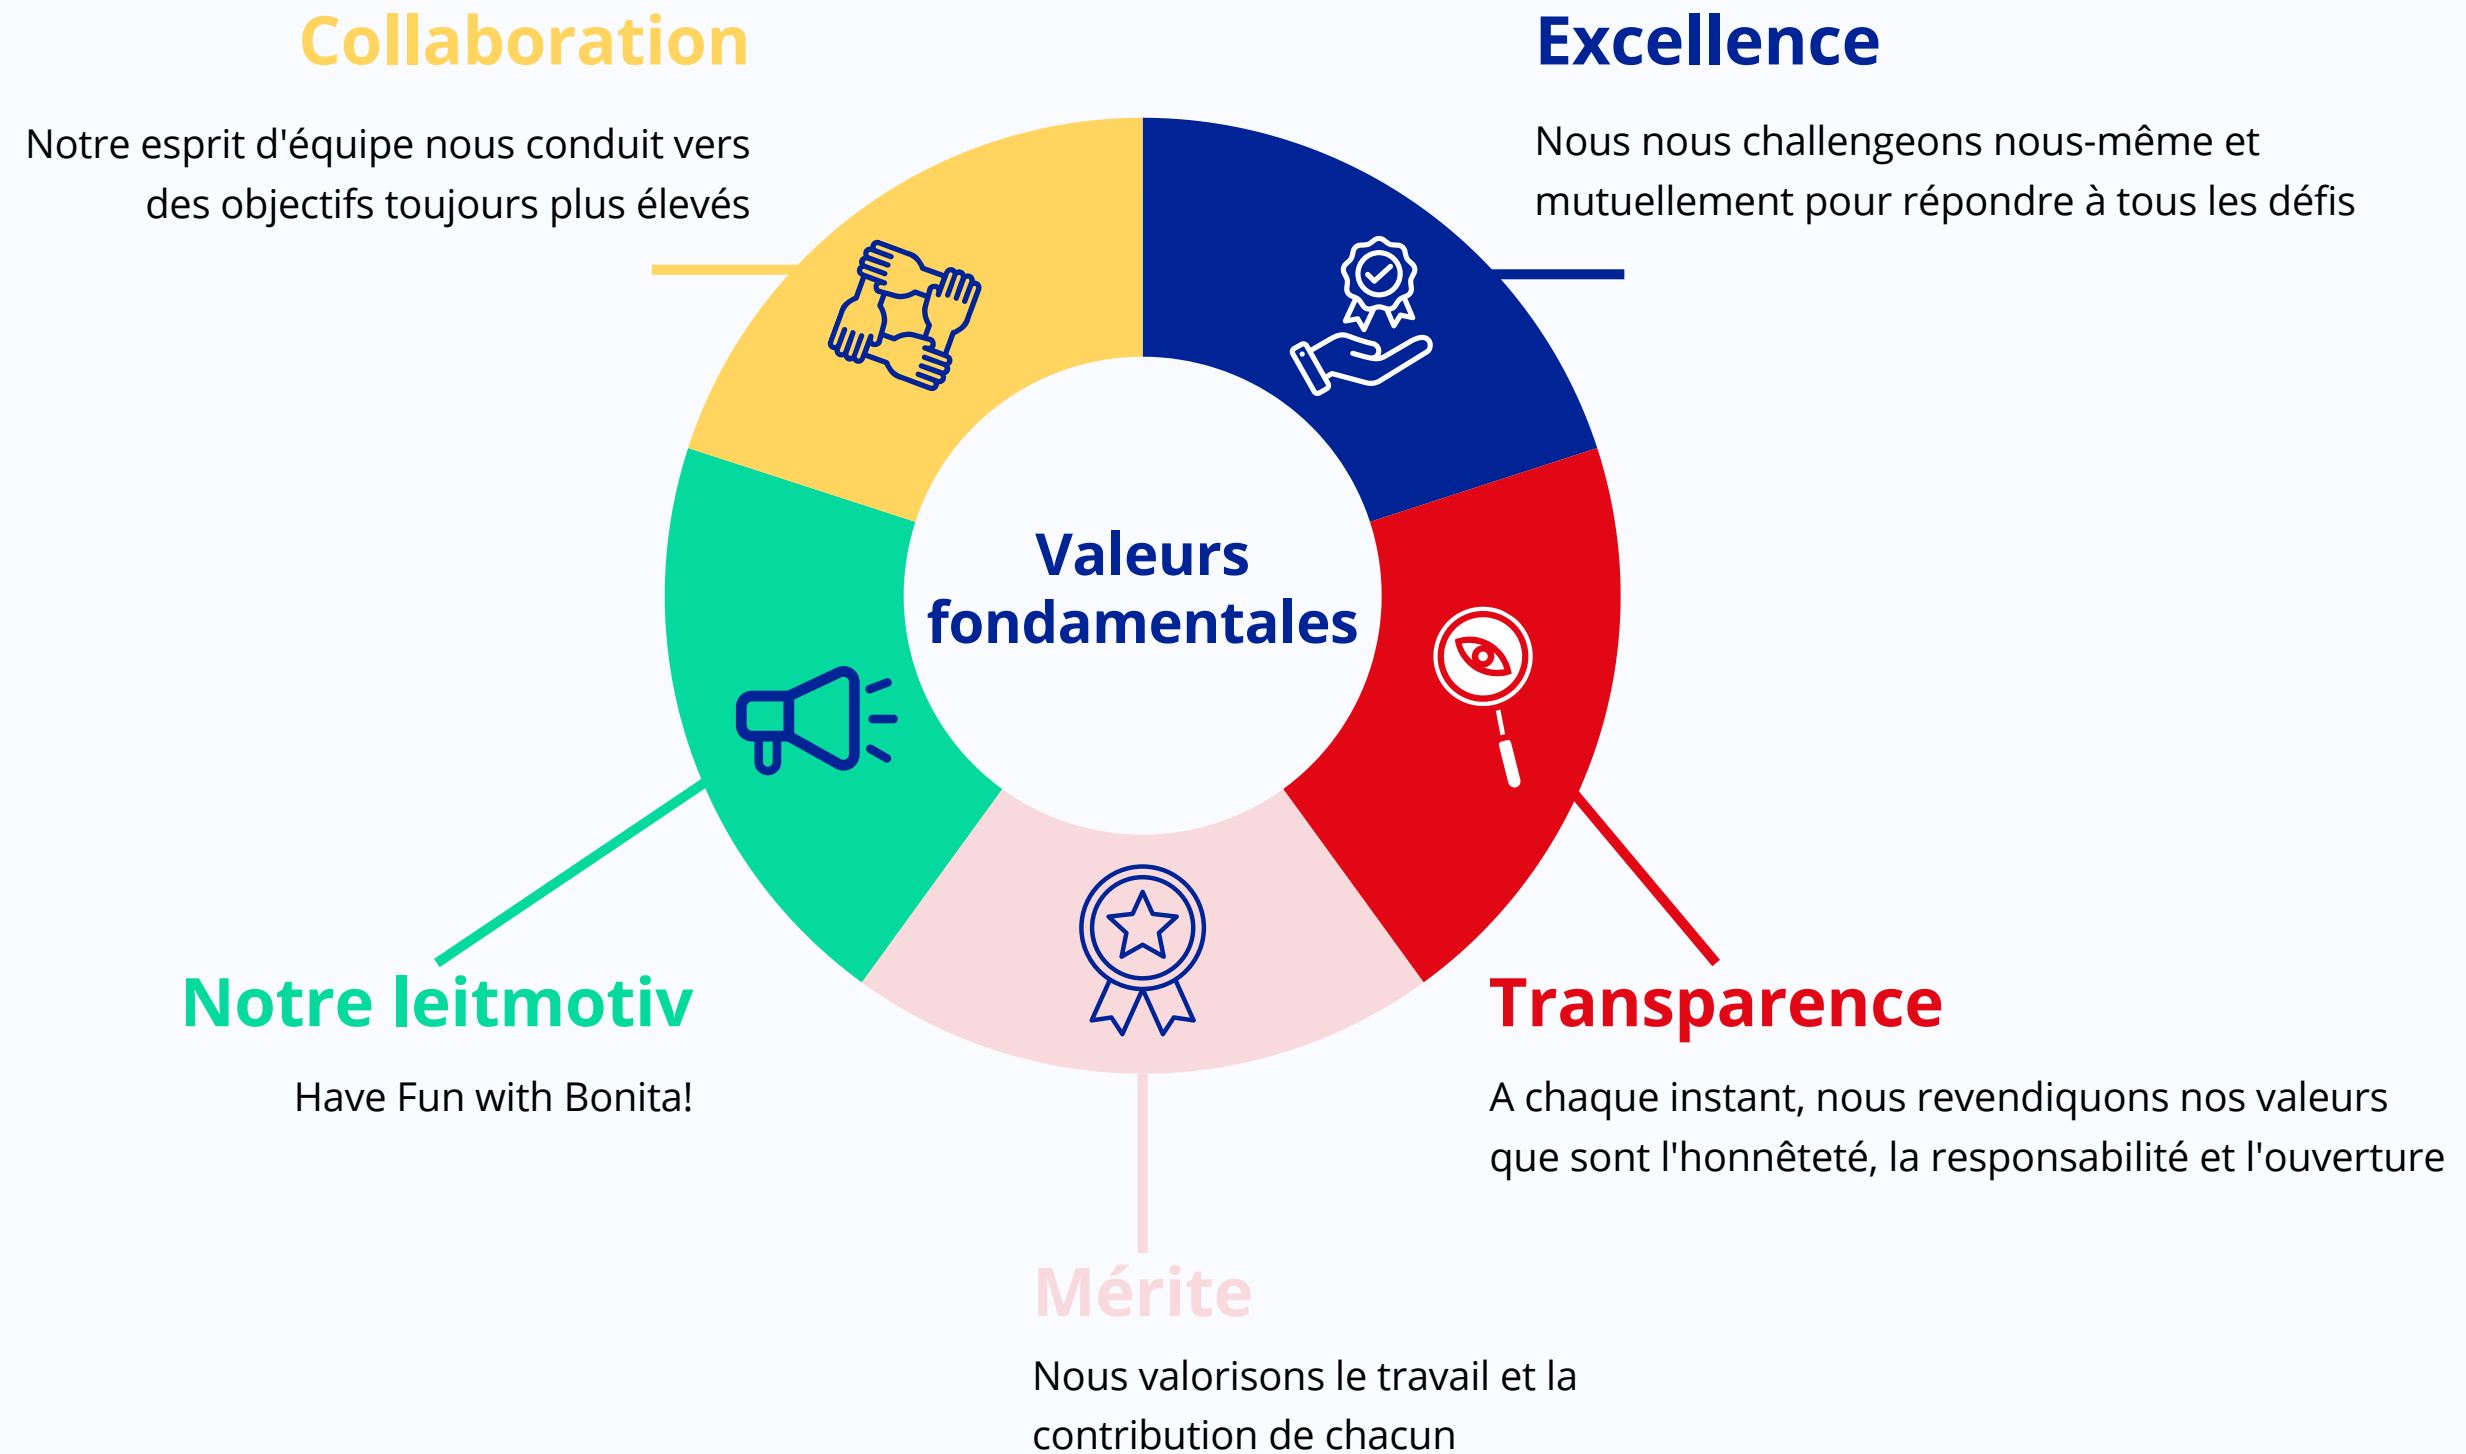 Collaboration
Notre esprit d'équipe nous conduit vers
des objectifs toujours plus élevés
Excellence
Nous nous challengeons nous-même et
mutuellement pour répondre à tous les défis
Valeurs
fondamentales
Notre leitmotiv
Have Fun with Bonita!
Transparence
A chaque instant, nous revendiquons nos valeurs
que sont l'honnêteté, la responsabilité et l'ouverture
Mérite
Nous valorisons le travail et la
contribution de chacun